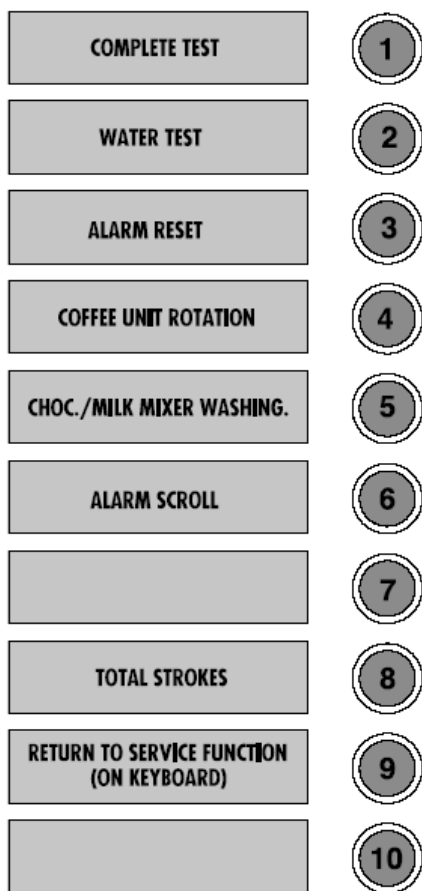 COMPLETE TEST 1
WATER TEST 2
ALARM RESET 3
COFFEE UNIT ROTATION 4
CHOC./MILK MIXER WASHING. 5
ALARM SCROLL 6
7
TOTAL STROKES 8
RETURN TO SERVICE FUNCTION
(ON KEYBOARD) 9
10